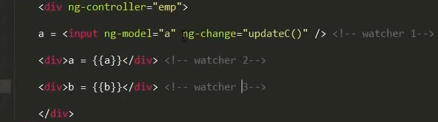 <div ng-controller="emp">
a = <input ng-model="a" ng-change="updateC()" /> <!-- watcher 1-->
<div>a = {{a}}</div> <!-- watcher 2-->
<div>b = {{b}}</div> <!-- watcher 3-->
</div>